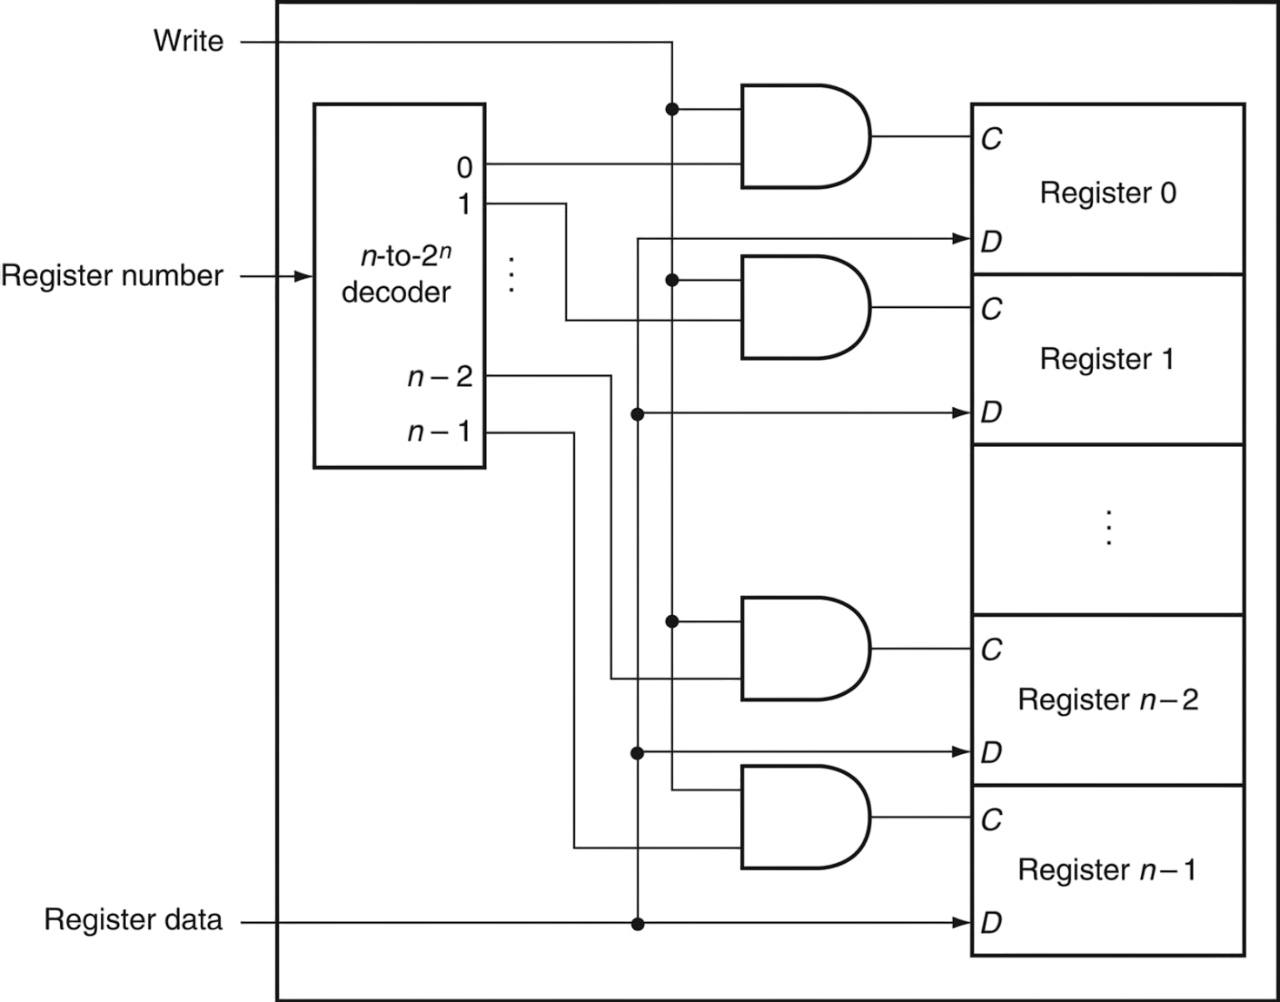 Write
0
1
n-to-2ⁿ
decoder
Register number
n – 2
n – 1
C
Register 0
D
C
Register 1
D
C
Register n – 2
D
C
Register n – 1
D
Register data